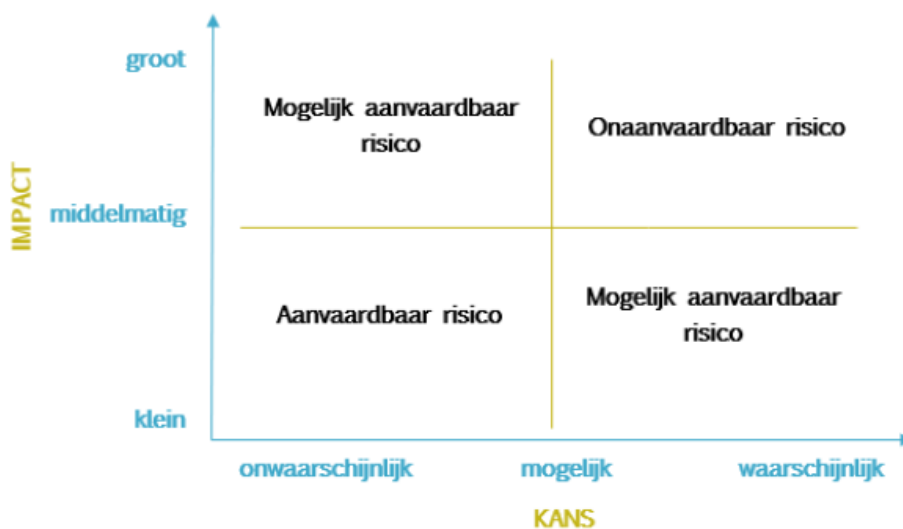 groot
Mogelijk aanvaardbaar
risico
Onaanvaardbaar risico
IMPACT
middelmatig
Aanvaardbaar risico
Mogelijk aanvaardbaar
risico
klein
onwaarschijnlijk
mogelijk
waarschijnlijk
KANS